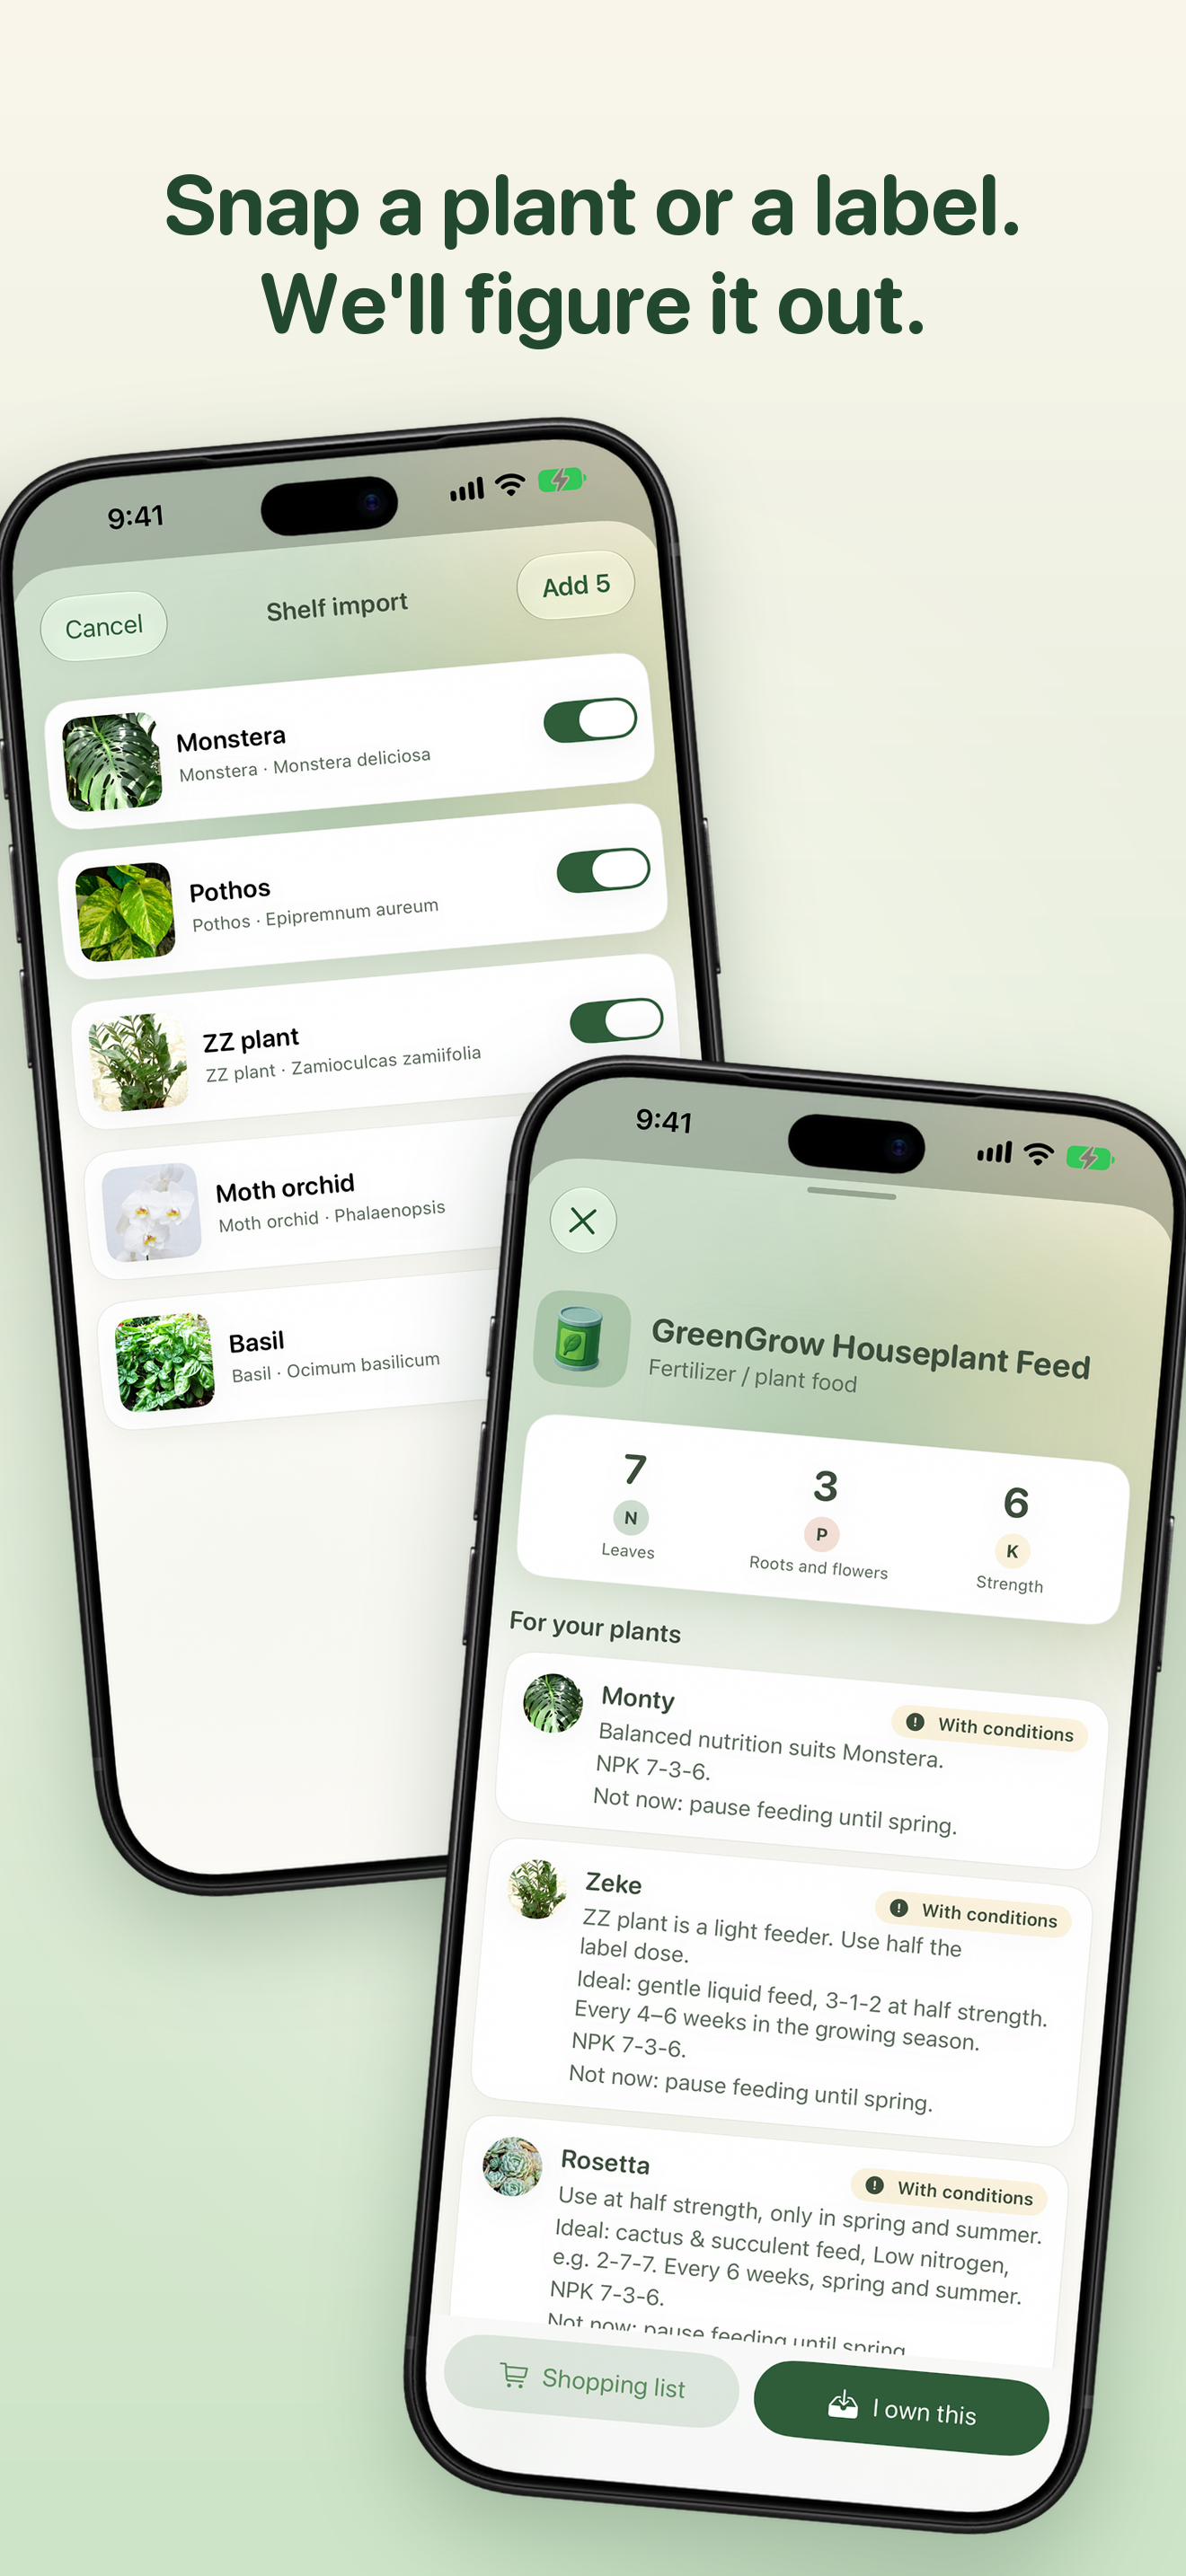 Snap a plant or a label.
We'll figure it out.
9:41
Cancel
Shelf import
Add 5
Monstera
Monstera · Monstera deliciosa
Pothos
Pothos · Epipremnum aureum
ZZ plant
ZZ plant · Zamioculcas zamiifolia
Moth orchid
Moth orchid · Phalaenopsis
Basil
Basil · Ocimum basilicum
9:41
GreenGrow Houseplant Feed
Fertilizer / plant food
7
N
Leaves
3
P
Roots and flowers
6
K
Strength
For your plants
Monty
With conditions
Balanced nutrition suits Monstera.
NPK 7-3-6.
Not now: pause feeding until spring.
Zeke
With conditions
ZZ plant is a light feeder. Use half the
label dose.
Ideal: gentle liquid feed, 3-1-2 at half strength.
Every 4–6 weeks in the growing season.
NPK 7-3-6.
Not now: pause feeding until spring.
Rosetta
With conditions
Use at half strength, only in spring and summer.
Ideal: cactus & succulent feed, Low nitrogen,
e.g. 2-7-7. Every 6 weeks, spring and summer.
NPK 7-3-6.
Not now: pause feeding until spring
Shopping list
I own this